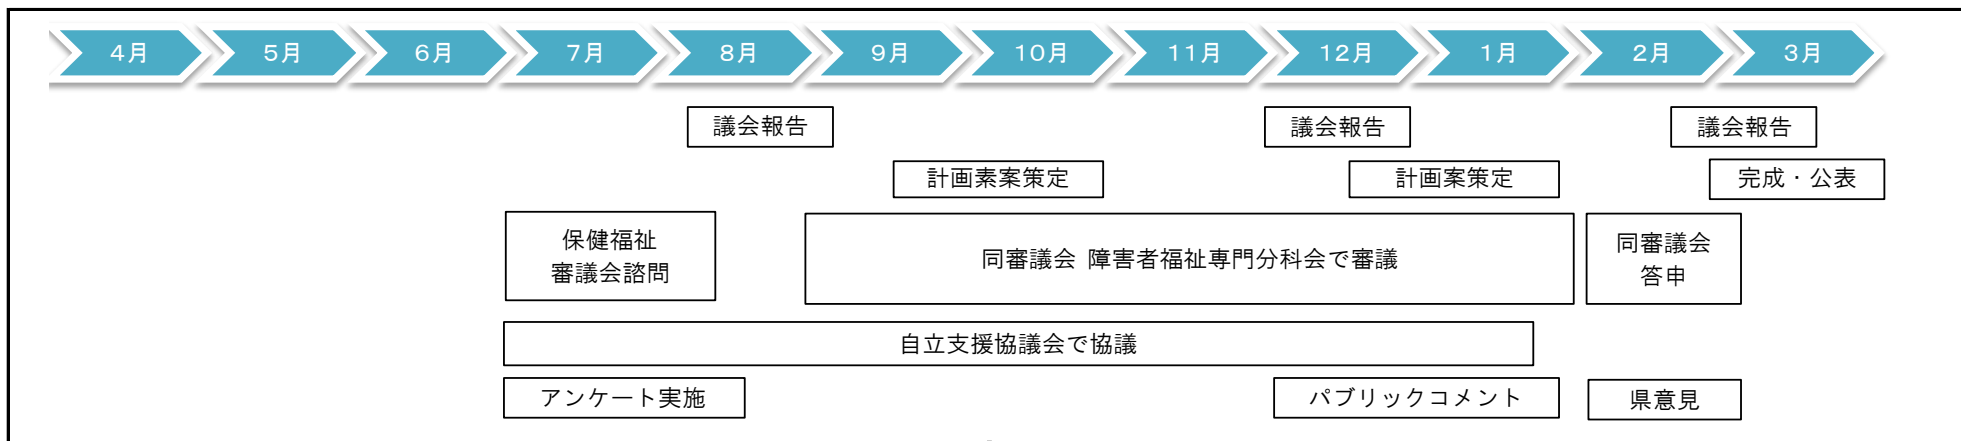 4月 5月 6月 7月 8月 9月 10月 11月 12月 1月 2月 3月
議会報告 議会報告 議会報告
計画素案策定 計画案策定 完成・公表
保健福祉
審議会諮問
同審議会 障害者福祉専門分科会で審議
同審議会
答申
自立支援協議会で協議
アンケート実施 パブリックコメント 県意見